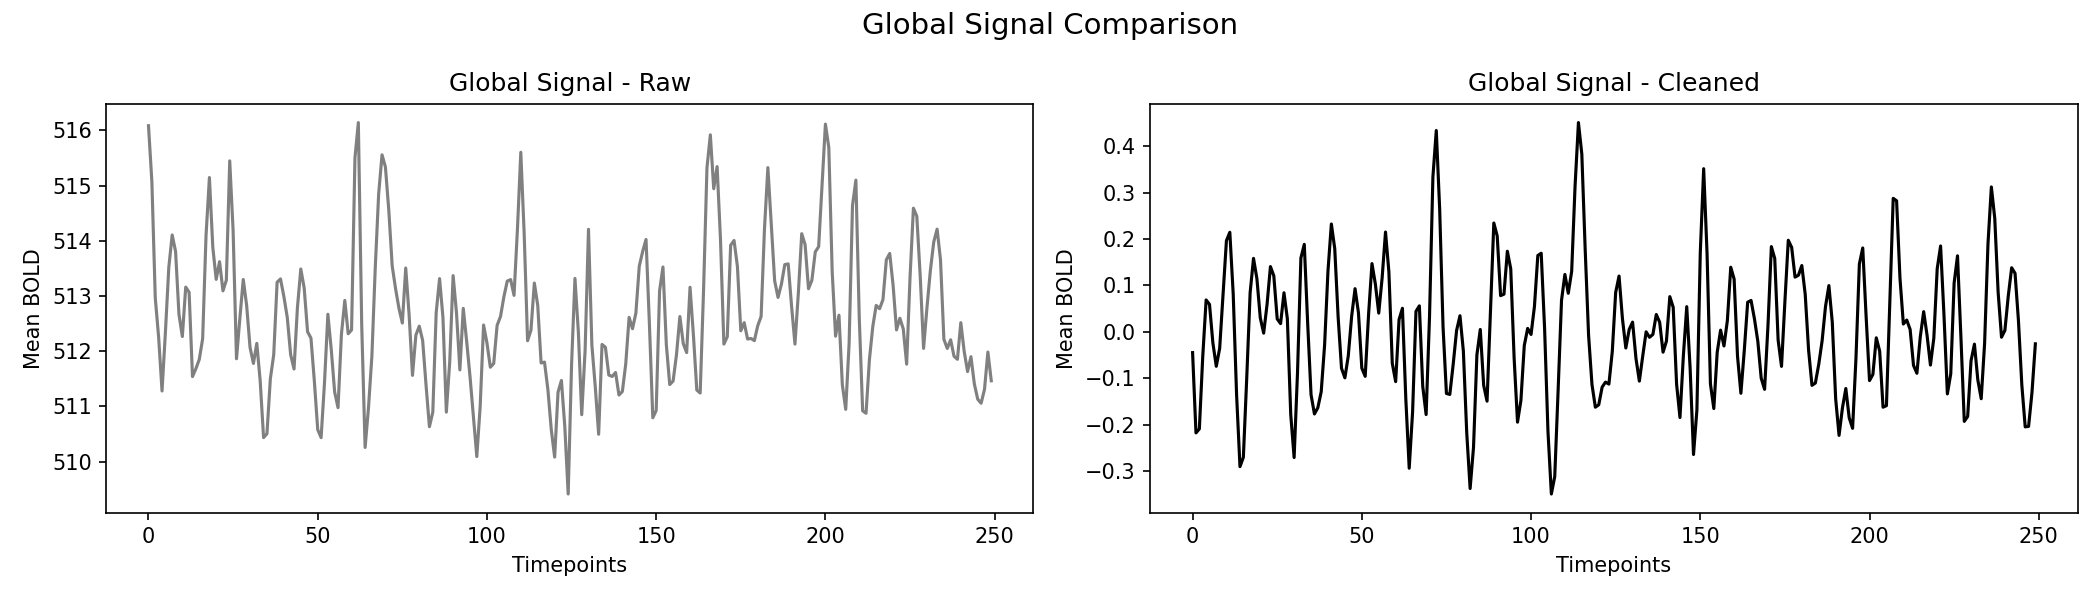 Global Signal Comparison
Global Signal - Raw
Mean BOLD
516
515
514
513
512
511
510
0 50 100 150 200 250
Timepoints
Global Signal - Cleaned
Mean BOLD
0.4
0.3
0.2
0.1
0.0
−0.1
−0.2
−0.3
0 50 100 150 200 250
Timepoints